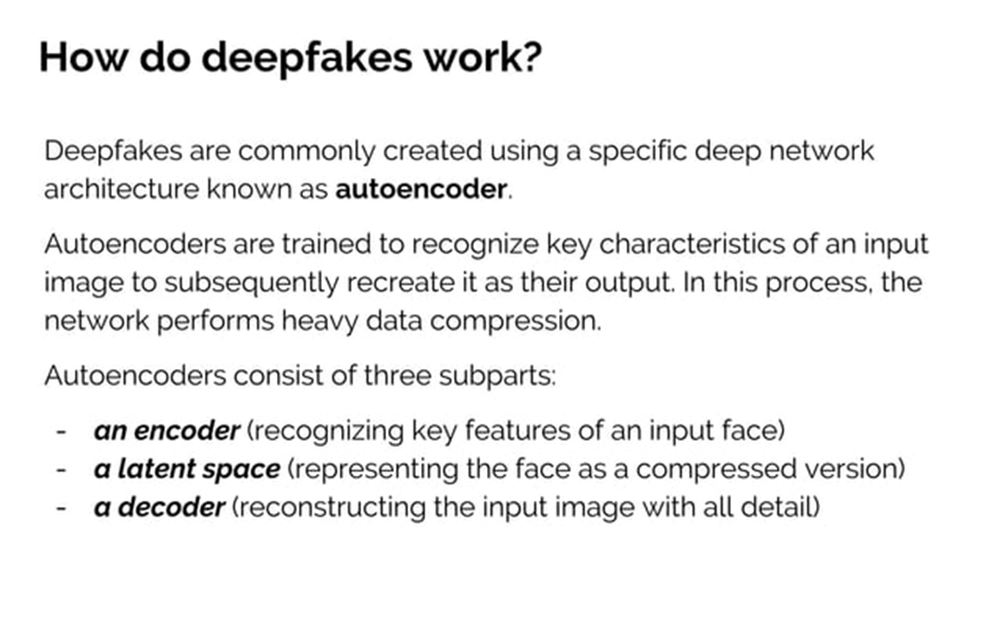 How do deepfakes work?
Deepfakes are commonly created using a specific deep network
architecture known as autoencoder.
Autoencoders are trained to recognize key characteristics of an input
image to subsequently recreate it as their output. In this process, the
network performs heavy data compression.
Autoencoders consist of three subparts:
- an encoder (recognizing key features of an input face)
- a latent space (representing the face as a compressed version)
- a decoder (reconstructing the input image with all detail)